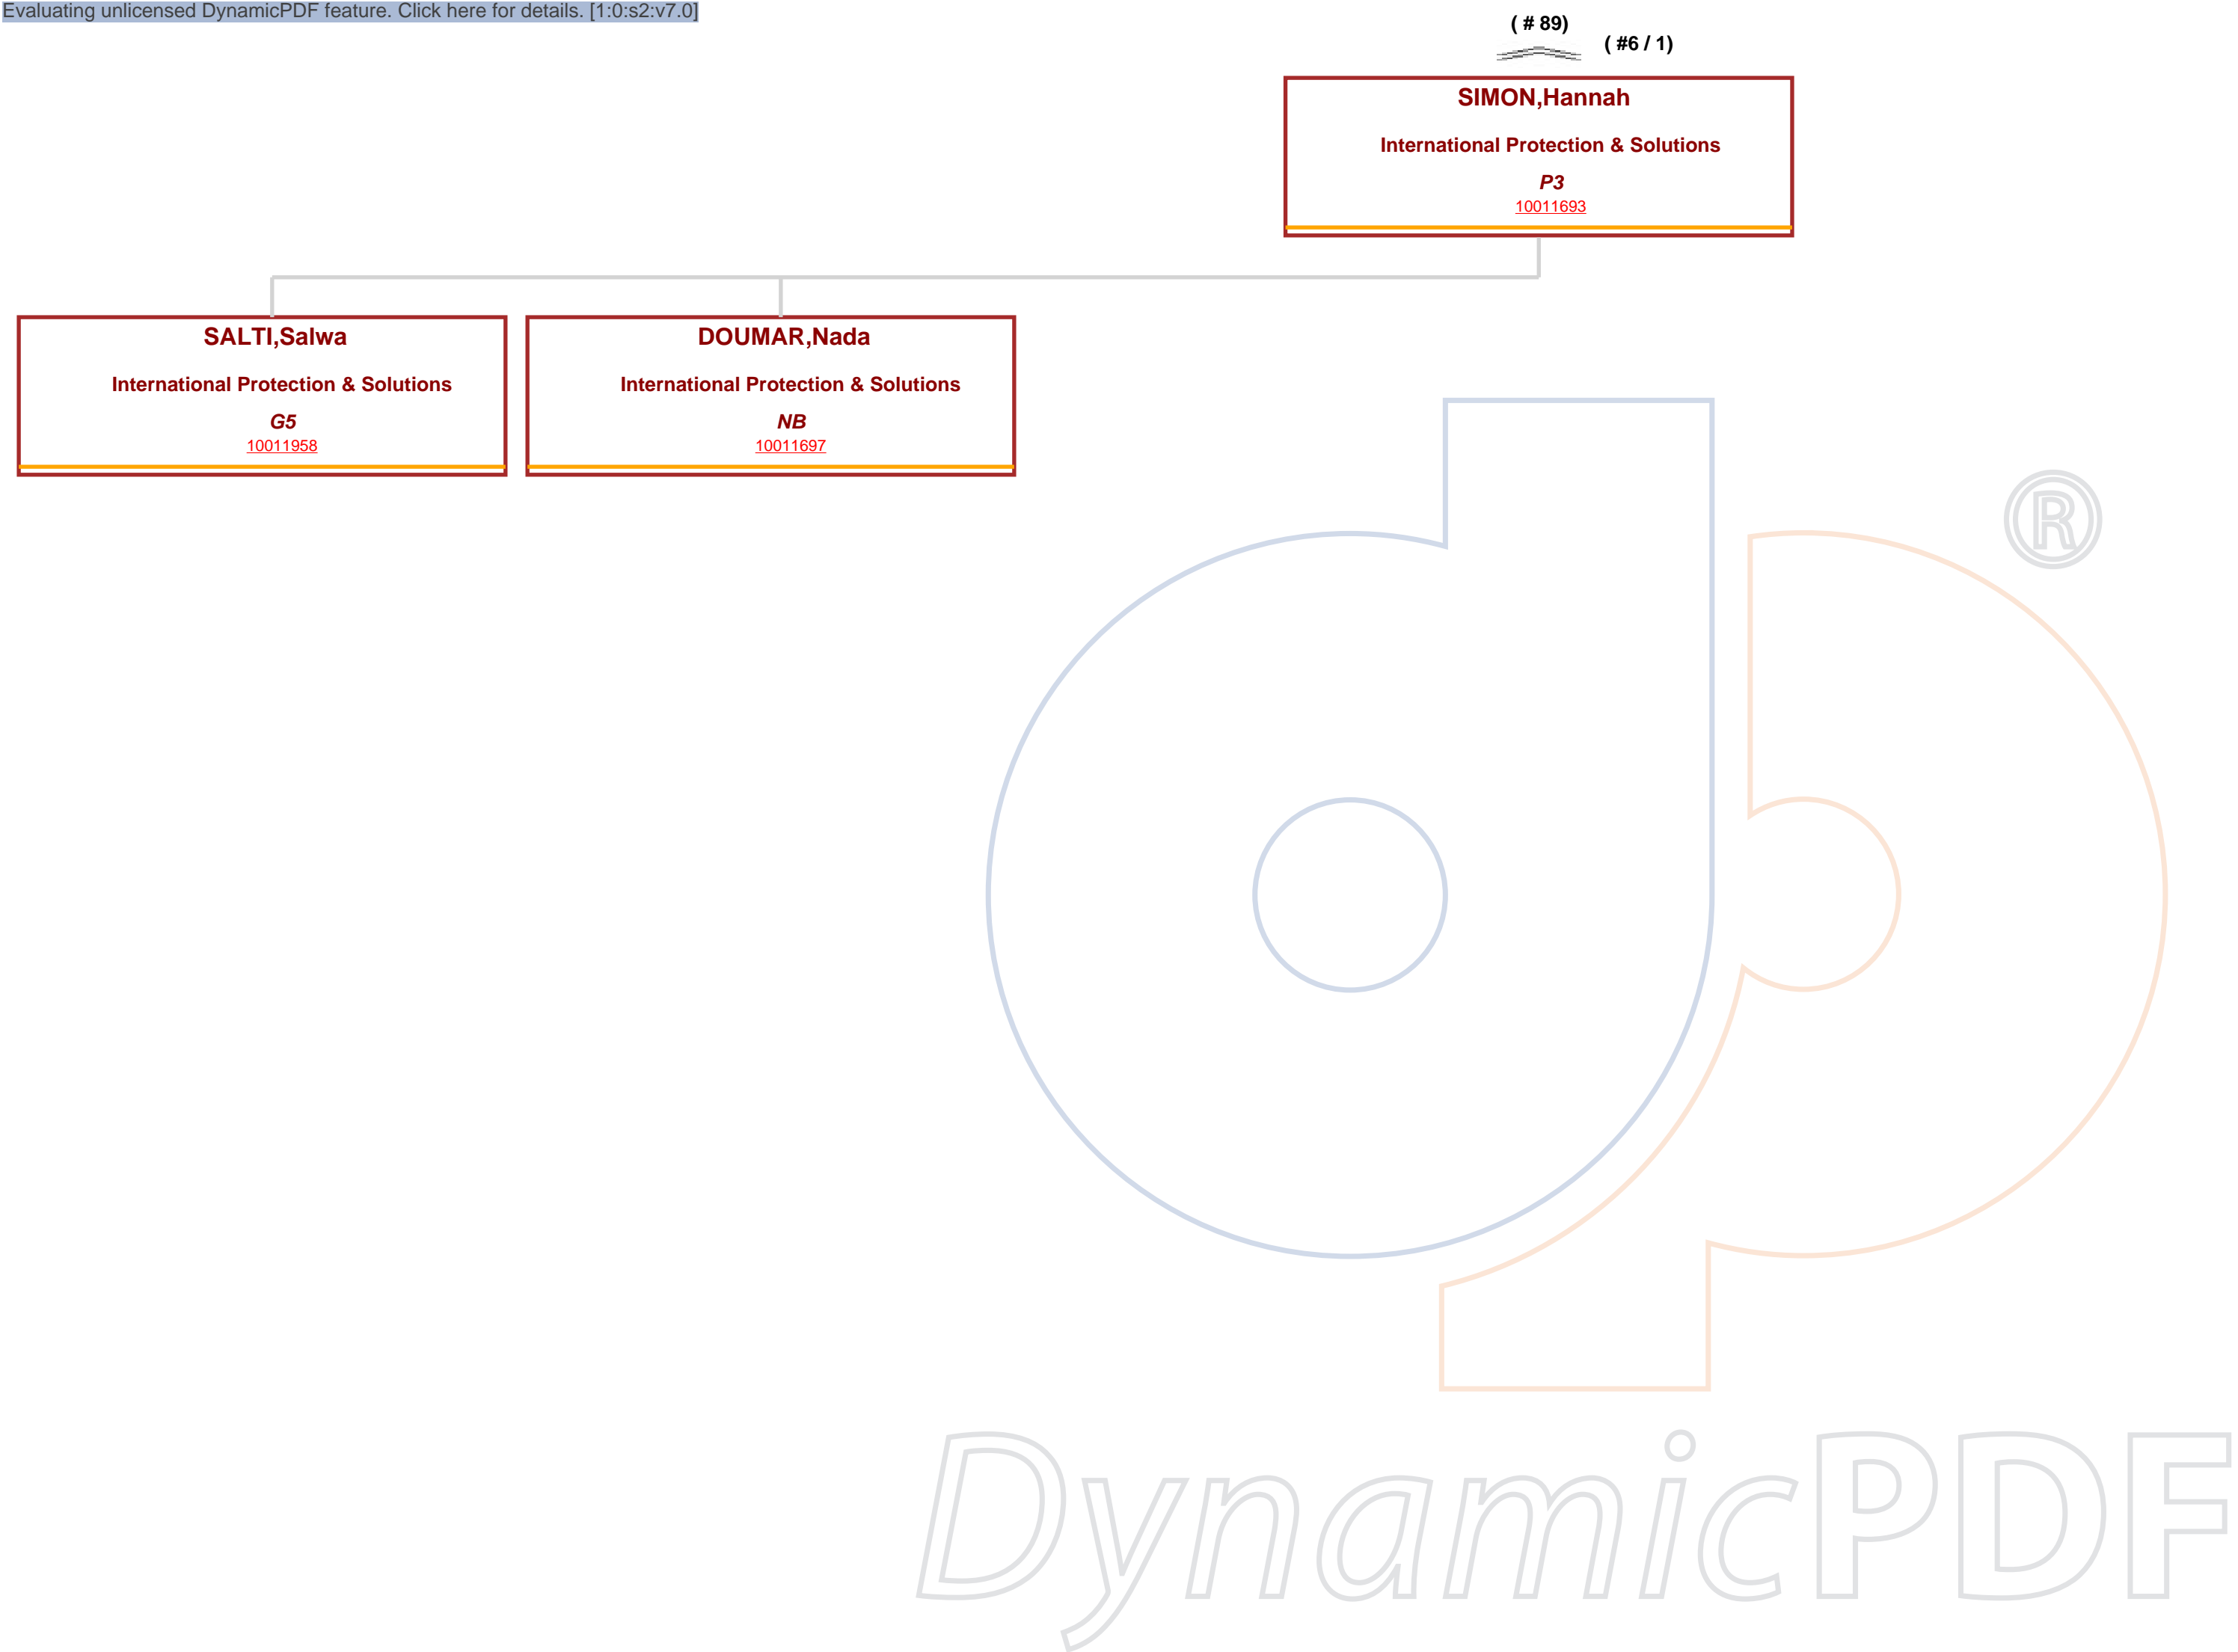 Evaluating unlicensed DynamicPDF feature. Click here for details. [1:0:s2:v7.0]
( # 89)
( #6 / 1)
SIMON,Hannah
International Protection & Solutions
P3
10011693
SALTI,Salwa
International Protection & Solutions
G5
10011958
DOUMAR,Nada
International Protection & Solutions
NB
10011697
®
DynamicPDF